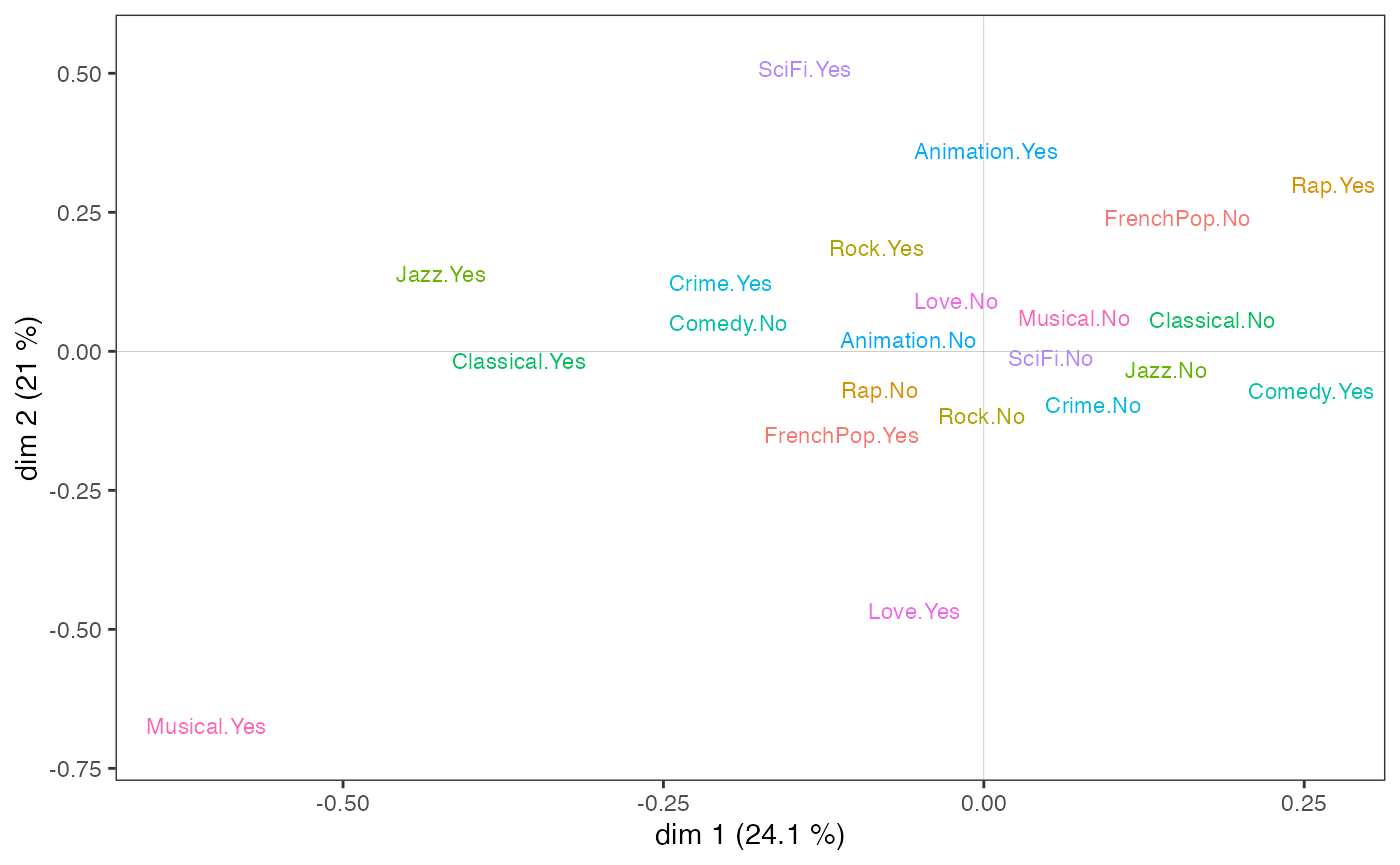 0.50
SciFi.Yes
Animation.Yes
Rap.Yes
0.25
FrenchPop.No
Rock.Yes
Jazz.Yes
Crime.Yes
Love.No
Musical.No
Classical.No
Comedy.No
Animation.No
0.00
SciFi.No
Classical.Yes
Jazz.No
Rap.No
Comedy.Yes
Crime.No
Rock.No
FrenchPop.Yes
dim 2 (21 %)
-0.25
Love.Yes
-0.50
Musical.Yes
-0.75
-0.50 -0.25 0.00 0.25
dim 1 (24.1 %)